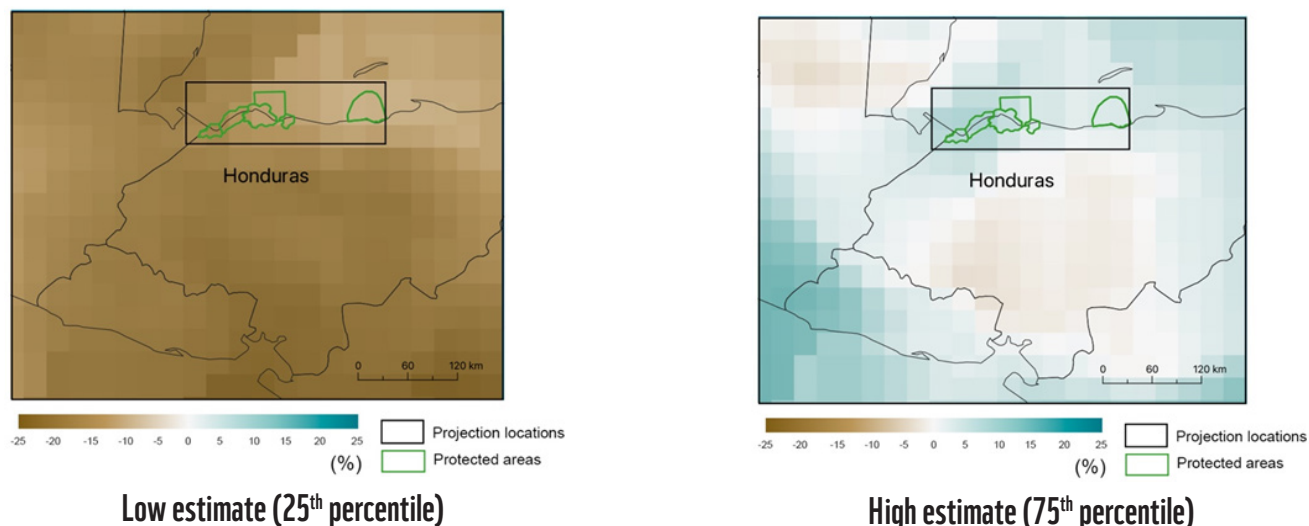 Honduras
0 60 120 km
-25 -20 -15 -10 -5 0 5 10 15 20 25
(%)
Projection locations
Protected areas
Low estimate (25th percentile)
Honduras
0 60 120 km
-25 -20 -15 -10 -5 0 5 10 15 20 25
(%)
Projection locations
Protected areas
High estimate (75th percentile)